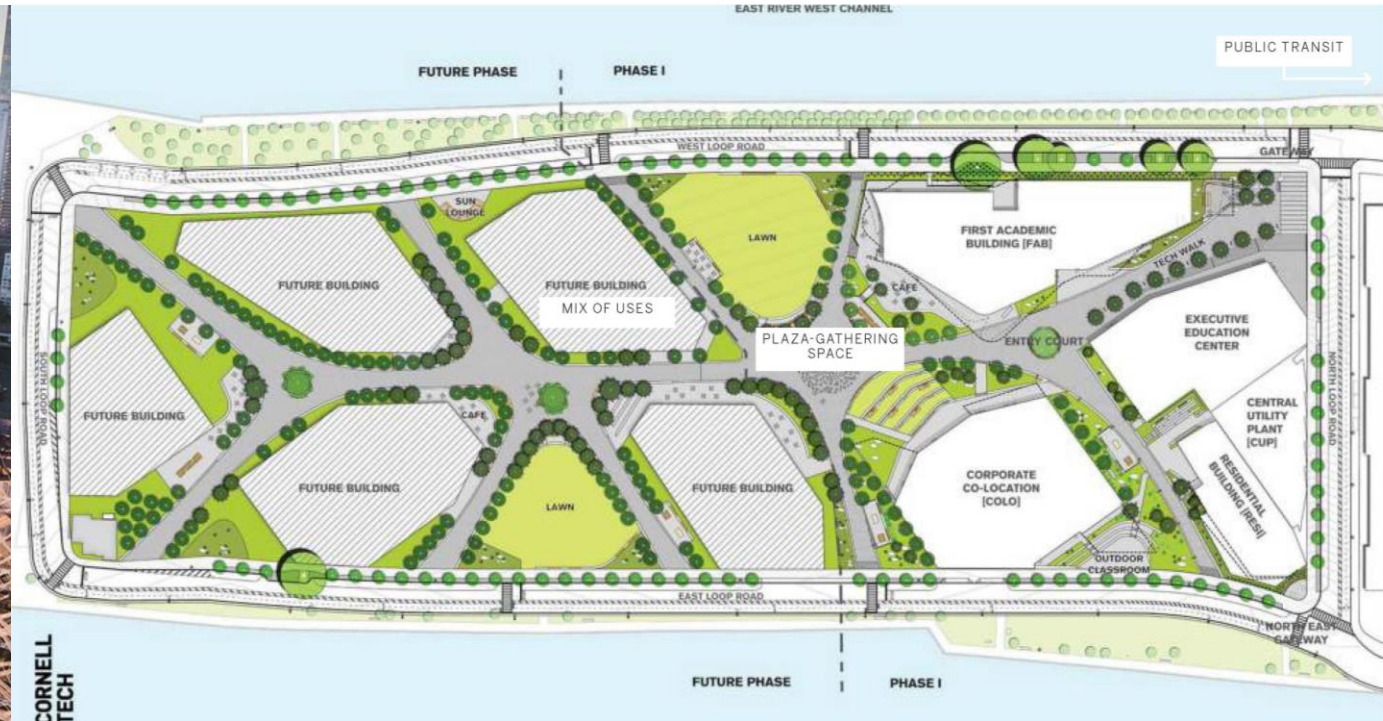 EAST RIVER WEST CHANNEL
PUBLIC TRANSIT
FUTURE PHASE
PHASE I
WEST LOOP ROAD
GATEWAY
SUN
LOUNGE
LAWN
FIRST ACADEMIC
BUILDING [FAB]
TECH WALK
FUTURE BUILDING
FUTURE BUILDING
MIX OF USES
CAFE
PLAZA-GATHERING
SPACE
ENTRY COURT
EXECUTIVE
EDUCATION
CENTER
SOUTH LOOP ROAD
NORTH LOOP ROAD
FUTURE BUILDING
CAFE
CENTRAL
UTILITY
PLANT
[CUP]
RESIDENTIAL
BUILDING [RESI]
FUTURE BUILDING
LAWN
FUTURE BUILDING
CORPORATE
CO-LOCATION
[COLO]
OUTDOOR
CLASSROOM
EAST LOOP ROAD
NORTH EAST
GATEWAY
FUTURE PHASE
PHASE I
CORNELL
TECH